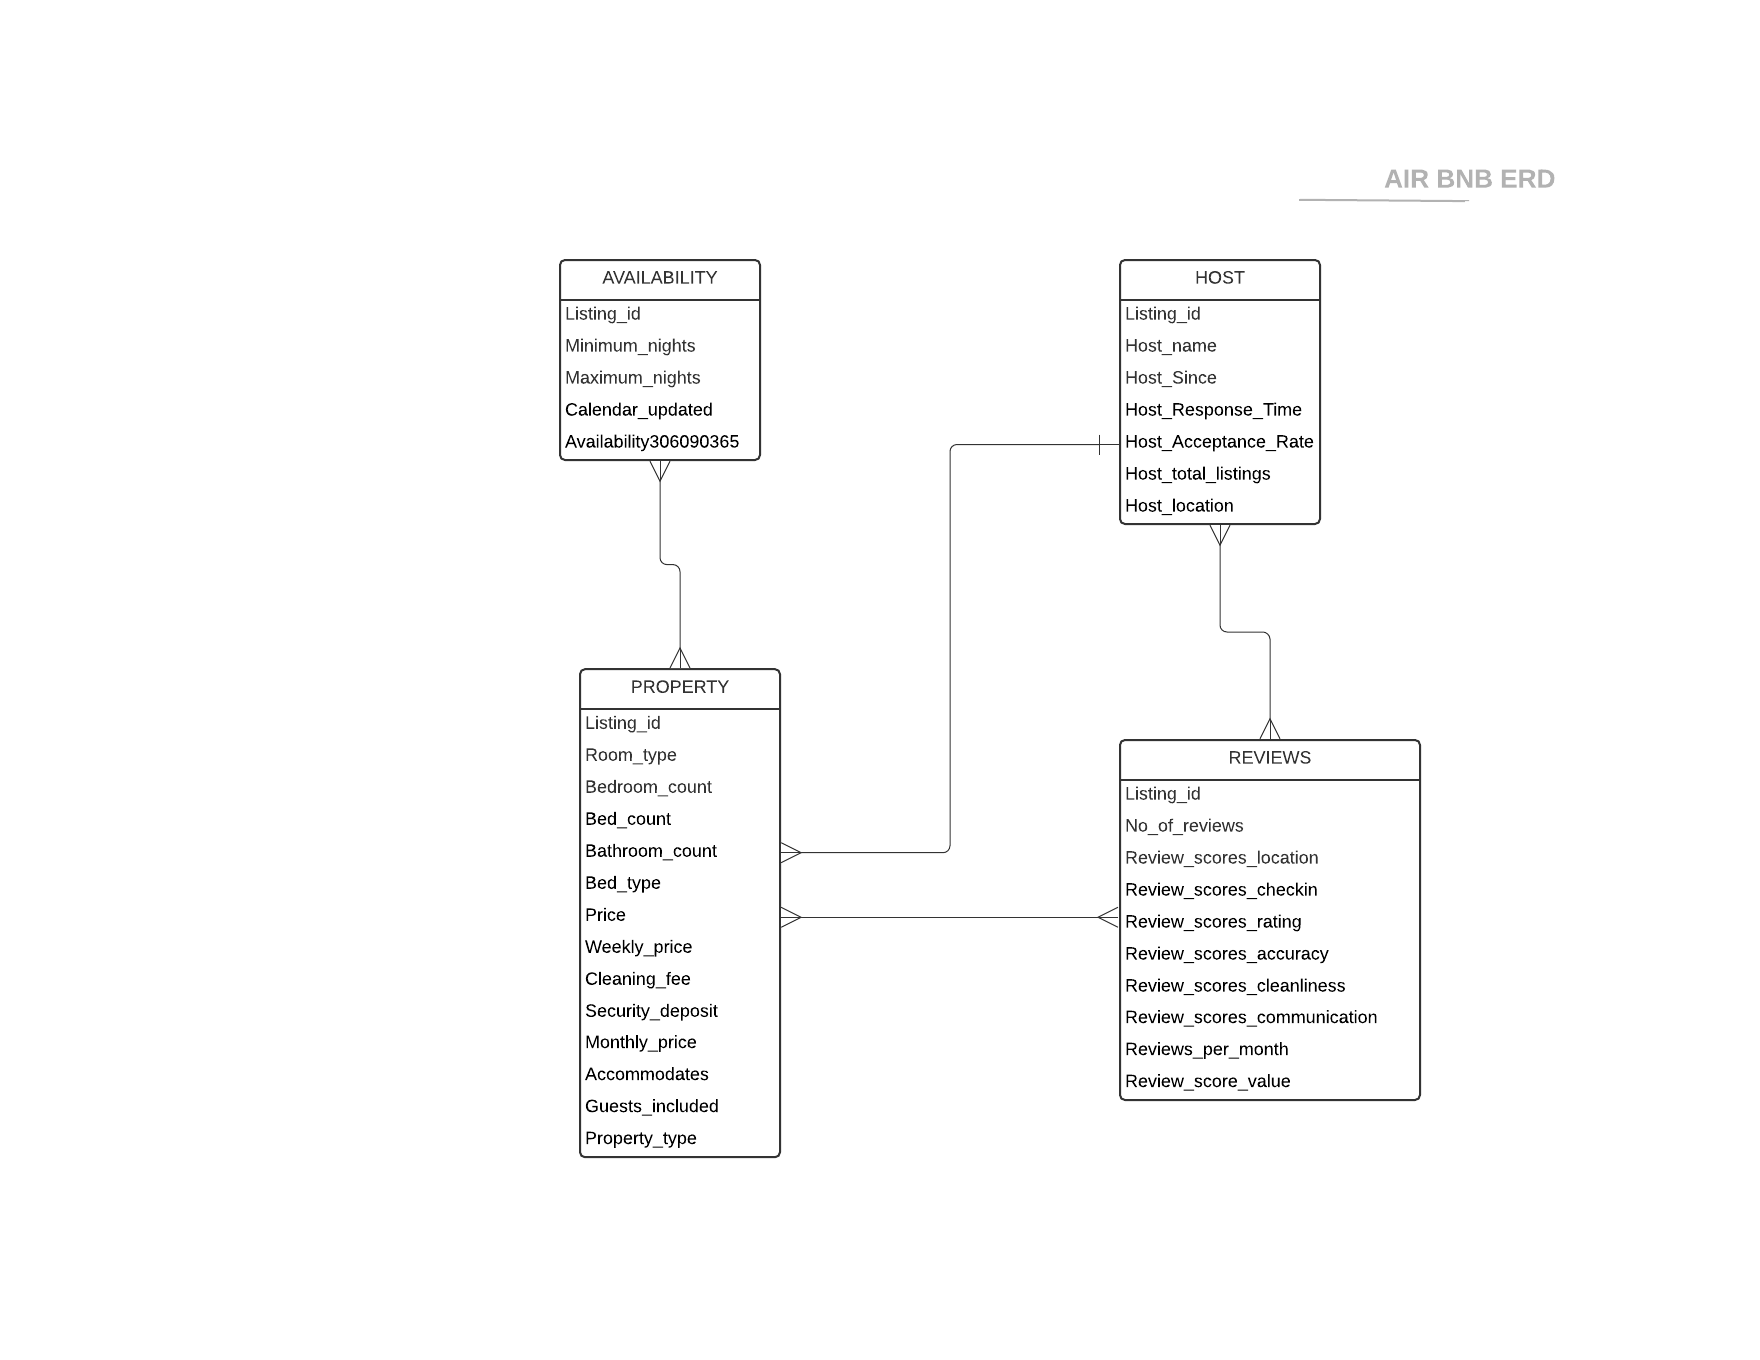 AIR BNB ERD
AVAILABILITY
Listing_id
Minimum_nights
Maximum_nights
Calendar_updated
Availability306090365
HOST
Listing_id
Host_name
Host_Since
Host_Response_Time
Host_Acceptance_Rate
Host_total_listings
Host_location
PROPERTY
Listing_id
Room_type
Bedroom_count
Bed_count
Bathroom_count
Bed_type
Price
Weekly_price
Cleaning_fee
Security_deposit
Monthly_price
Accommodates
Guests_included
Property_type
REVIEWS
Listing_id
No_of_reviews
Review_scores_location
Review_scores_checkin
Review_scores_rating
Review_scores_accuracy
Review_scores_cleanliness
Review_scores_communication
Reviews_per_month
Review_score_value